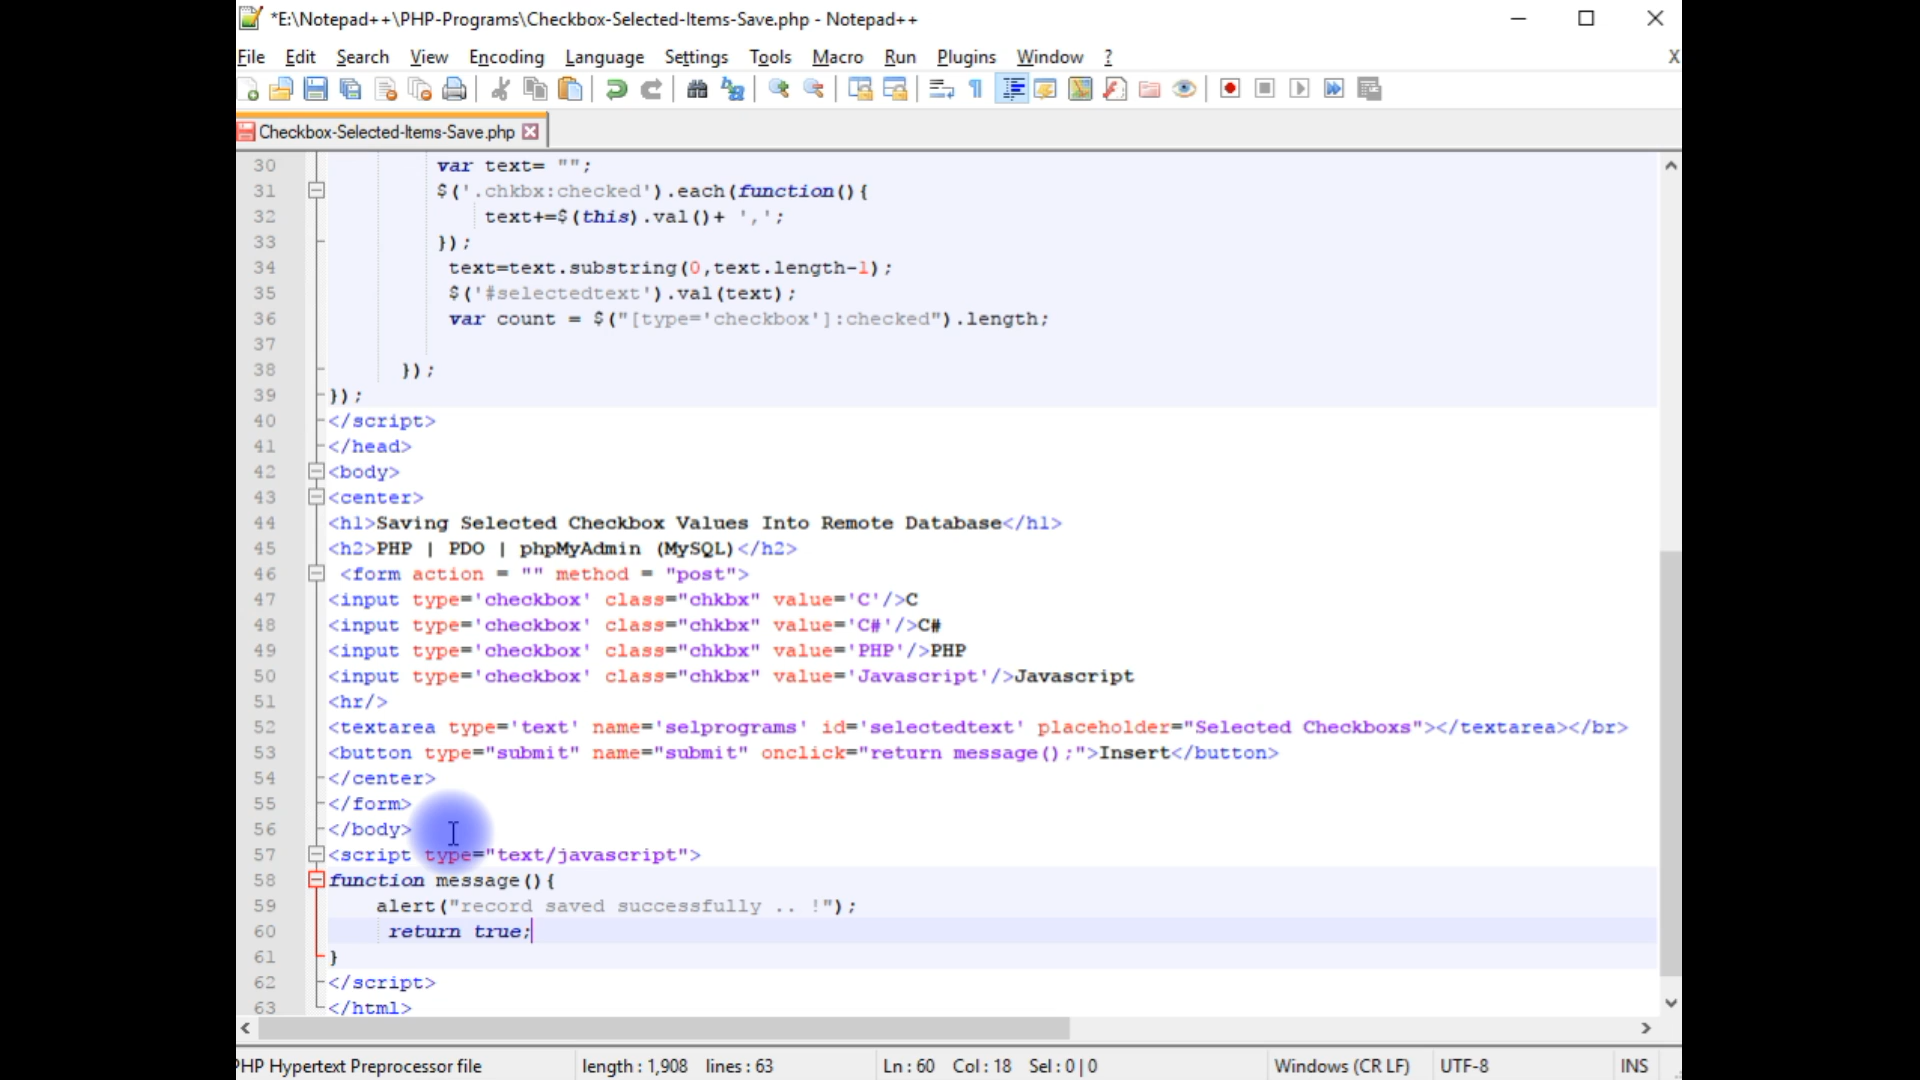 *E:\Notepad++\PHP-Programs\Checkbox-Selected-Items-Save.php - Notepad++
File Edit Search View Encoding Language Settings Tools Macro Run Plugins Window ? X
Checkbox-Selected-Items-Save.php
30 var text= "";
31 $('.chkbx:checked').each(function(){
32 text+=$(this).val()+ ',';
33 });
34 text=text.substring(0,text.length-1);
35 $('#selectedtext').val(text);
36 var count = $("[type='checkbox']:checked").length;
37
38 });
39 });
40 </script>
41 </head>
42 <body>
43 <center>
44 <h1>Saving Selected Checkbox Values Into Remote Database</h1>
45 <h2>PHP | PDO | phpMyAdmin (MySQL)</h2>
46 <form action = "" method = "post">
47 <input type='checkbox' class="chkbx" value='C'/>C
48 <input type='checkbox' class="chkbx" value='C#'/>C#
49 <input type='checkbox' class="chkbx" value='PHP'/>PHP
50 <input type='checkbox' class="chkbx" value='Javascript'/>Javascript
51 <hr/>
52 <textarea type='text' name='selprograms' id='selectedtext' placeholder="Selected Checkboxs"></textarea></br>
53 <button type="submit" name="submit" onclick="return message();">Insert</button>
54 </center>
55 </form>
56 </body>
57 <script type="text/javascript">
58 function message(){
59 alert("record saved successfully .. !");
60 return true;
61 }
62 </script>
63 </html>
PHP Hypertext Preprocessor file length : 1,908 lines : 63 Ln : 60 Col : 18 Sel : 0 | 0 Windows (CR LF) UTF-8 INS